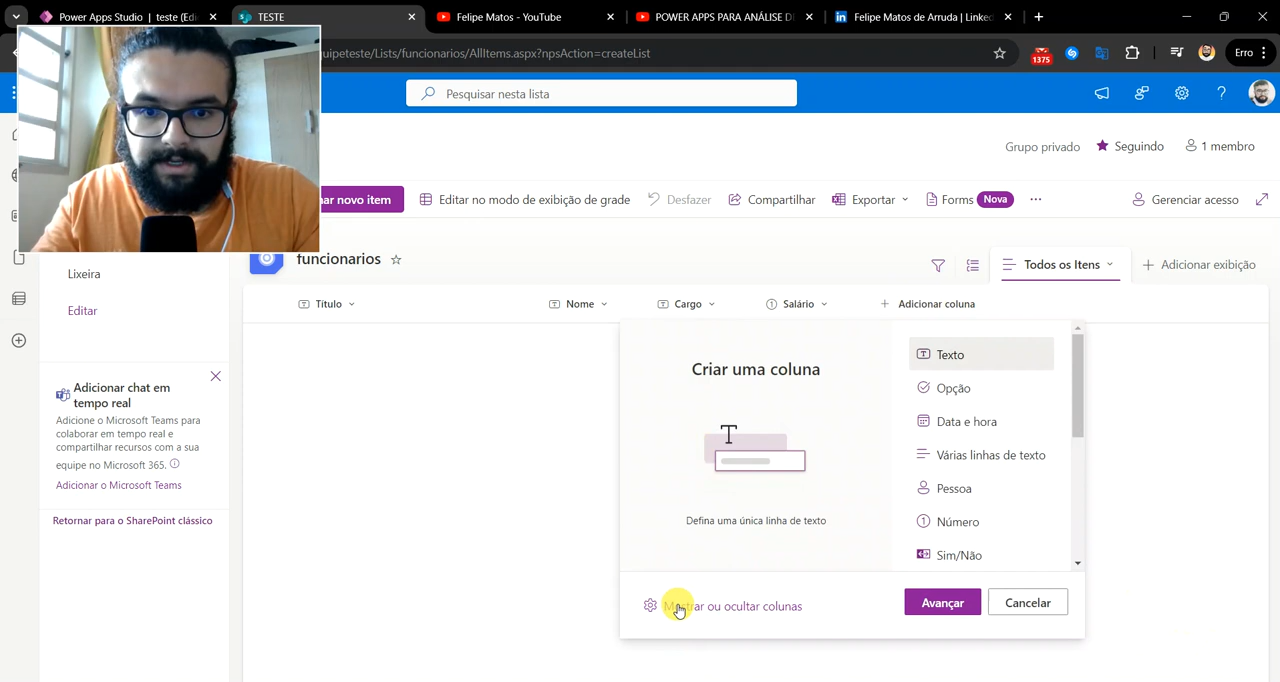 Power Apps Studio | teste (Edi
TESTE
Felipe Matos - YouTube
POWER APPS PARA ANÁLISE DE
Felipe Matos de Arruda | Linked
uipeteste/Lists/funcionarios/AllItems.aspx?npsAction=createList
1375
Erro
Pesquisar nesta lista
Grupo privado
Seguindo
1 membro
nar novo item
Editar no modo de exibição de grade
Desfazer
Compartilhar
Exportar
Forms
Nova
Gerenciar acesso
Lixeira
Editar
funcionarios
Todos os Itens
Adicionar exibição
Título
Nome
Cargo
Salário
Adicionar coluna
Adicionar chat em
tempo real
Adicione o Microsoft Teams para
colaborar em tempo real e
compartilhar recursos com a sua
equipe no Microsoft 365.
Adicionar o Microsoft Teams
Retornar para o SharePoint clássico
Criar uma coluna
Defina uma única linha de texto
Texto
Opção
Data e hora
Várias linhas de texto
Pessoa
Número
Sim/Não
Mostrar ou ocultar colunas
Avançar
Cancelar